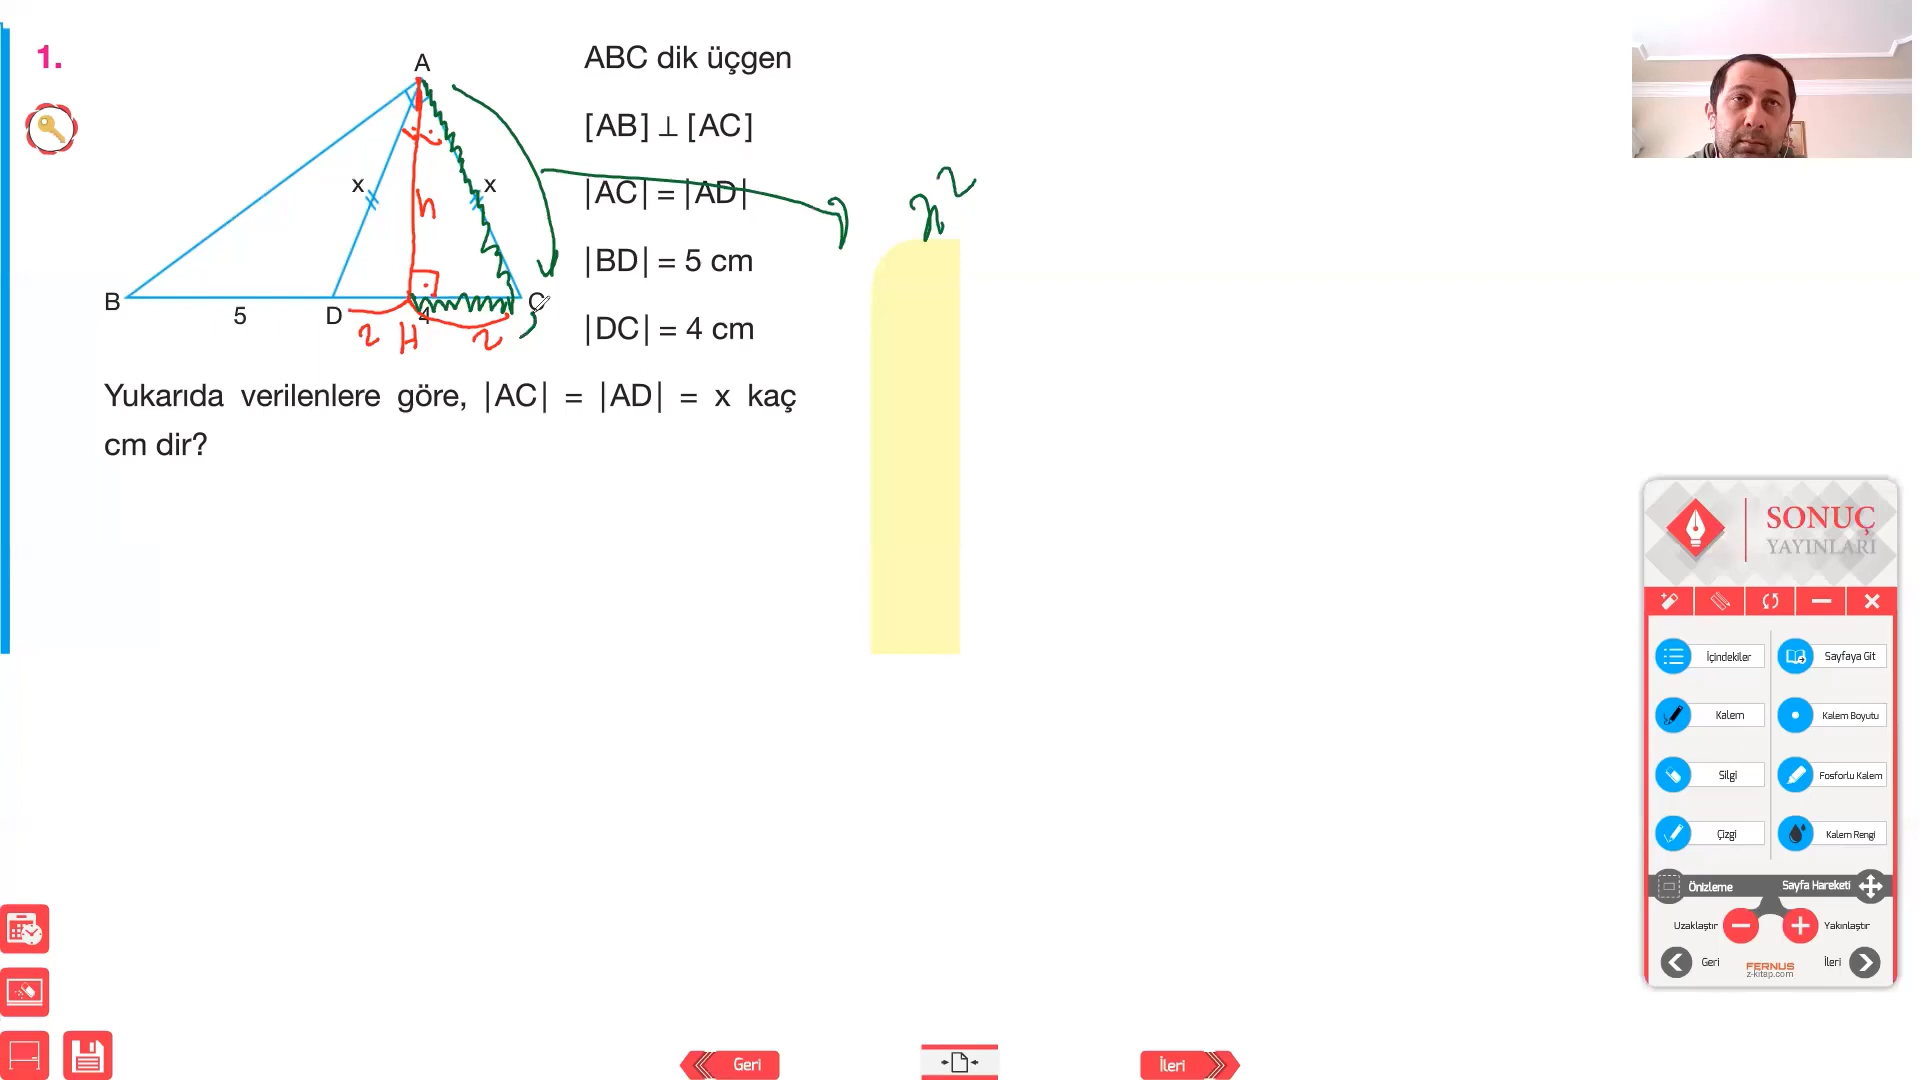 1.
A
ABC dik üçgen
[AB] ⊥ [AC]
x
x
h
|AC| = |AD|
x²
|BD| = 5 cm
B
5
D
4
C
2
H
2
|DC| = 4 cm
Yukarıda verilenlere göre, |AC| = |AD| = x kaç
cm dir?
SONUÇ
YAYINLARI
İçindekiler
Sayfaya Git
Kalem
Kalem Boyutu
Silgi
Fosforlu Kalem
Çizgi
Kalem Rengi
Önizleme
Sayfa Hareketi
Uzaklaştır
Yakınlaştır
Geri
FERNUS
z-kitap.com
İleri
Geri
İleri